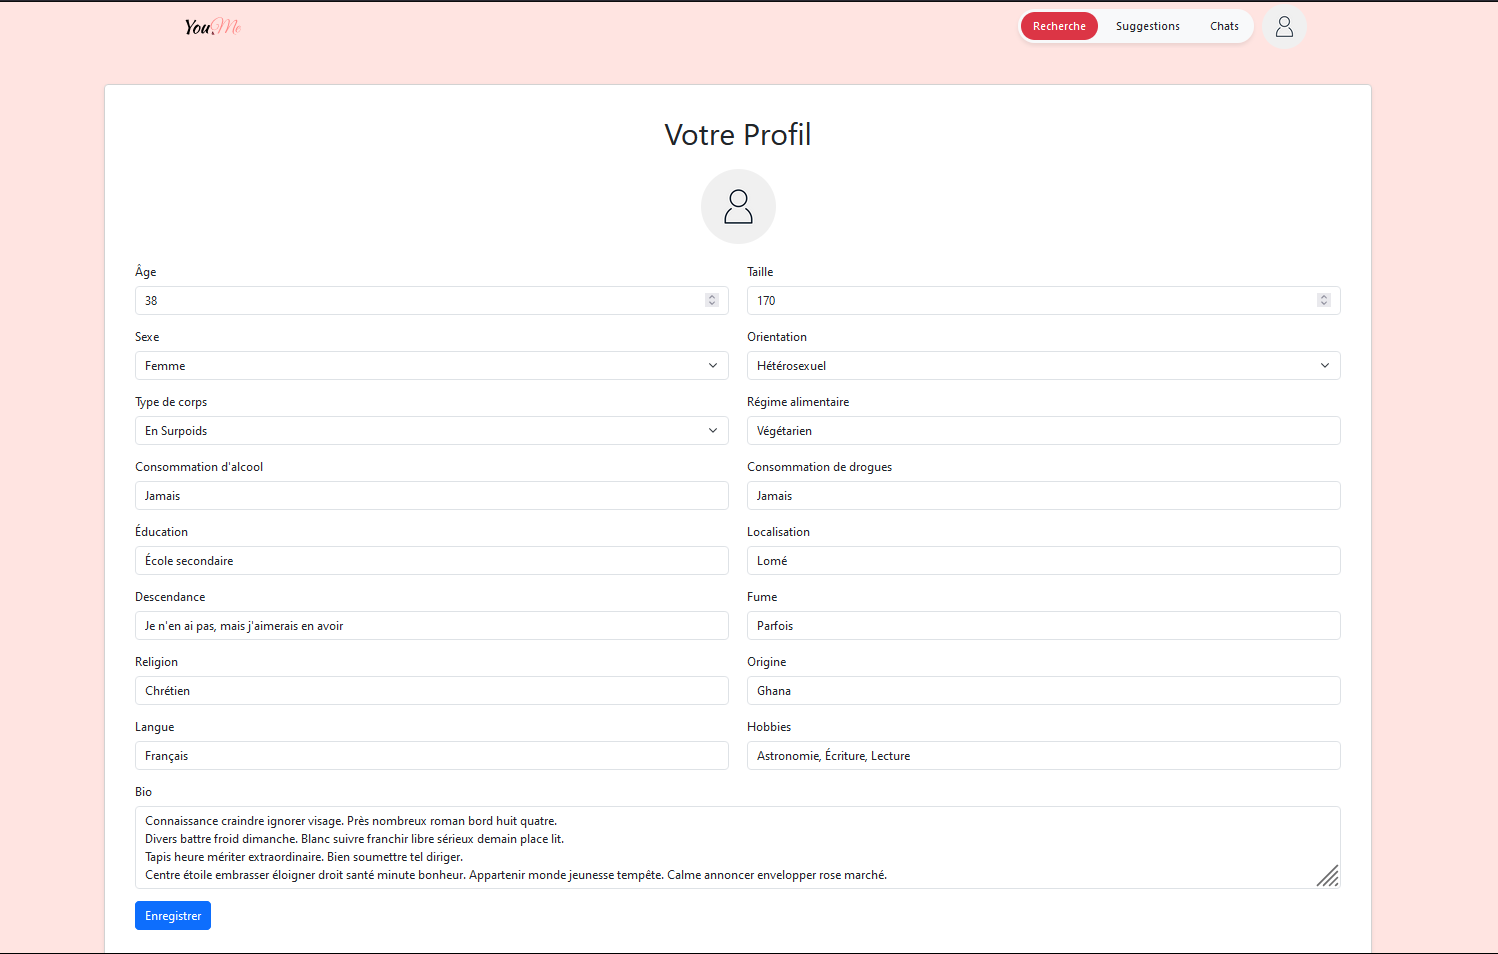 You.Me
Recherche Suggestions Chats
Votre Profil
Âge Taille
38 170
Sexe Orientation
Femme Hétérosexuel
Type de corps Régime alimentaire
En Surpoids Végétarien
Consommation d'alcool Consommation de drogues
Jamais Jamais
Éducation Localisation
École secondaire Lomé
Descendance Fume
Je n'en ai pas, mais j'aimerais en avoir Parfois
Religion Origine
Chrétien Ghana
Langue Hobbies
Français Astronomie, Écriture, Lecture
Bio
Connaissance craindre ignorer visage. Près nombreux roman bord huit quatre.
Divers battre froid dimanche. Blanc suivre franchir libre sérieux demain place lit.
Tapis heure mériter extraordinaire. Bien soumettre tel diriger.
Centre étoile embrasser éloigner droit santé minute bonheur. Appartenir monde jeunesse tempête. Calme annoncer envelopper rose marché.
Enregistrer